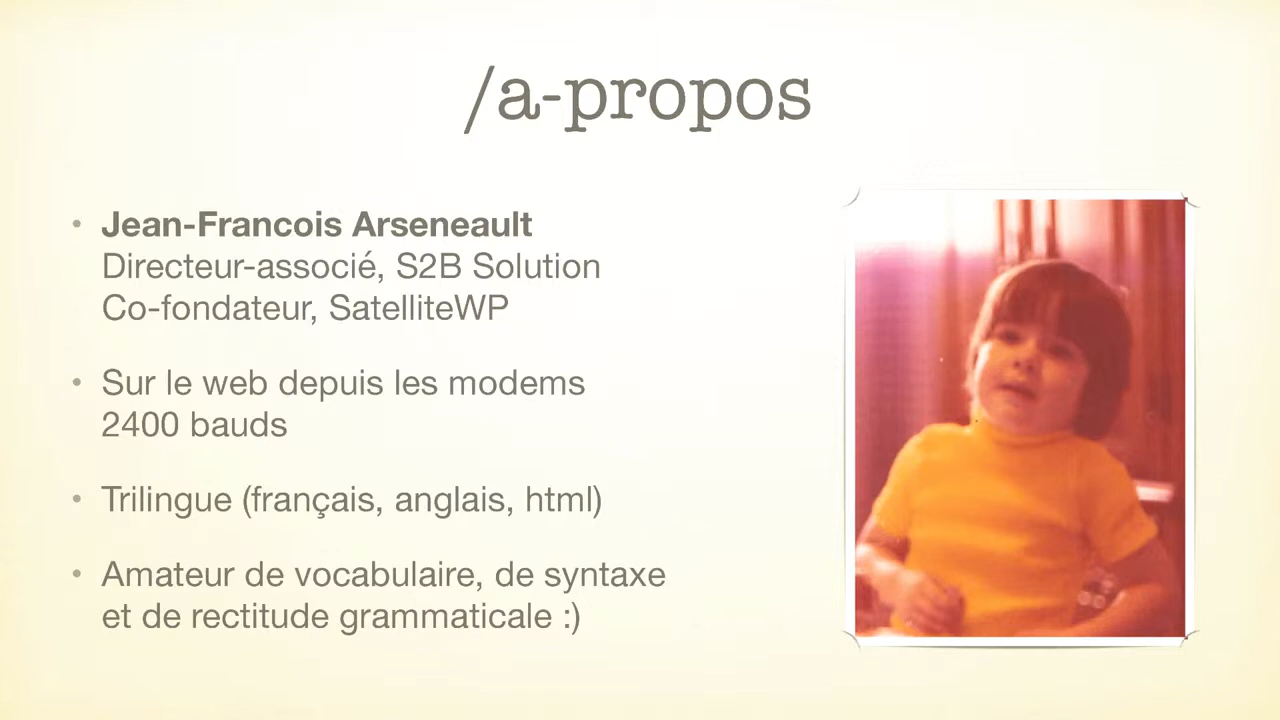 /a-propos
• Jean-Francois Arseneault
Directeur-associé, S2B Solution
Co-fondateur, SatelliteWP
• Sur le web depuis les modems
2400 bauds
• Trilingue (français, anglais, html)
• Amateur de vocabulaire, de syntaxe
et de rectitude grammaticale :)